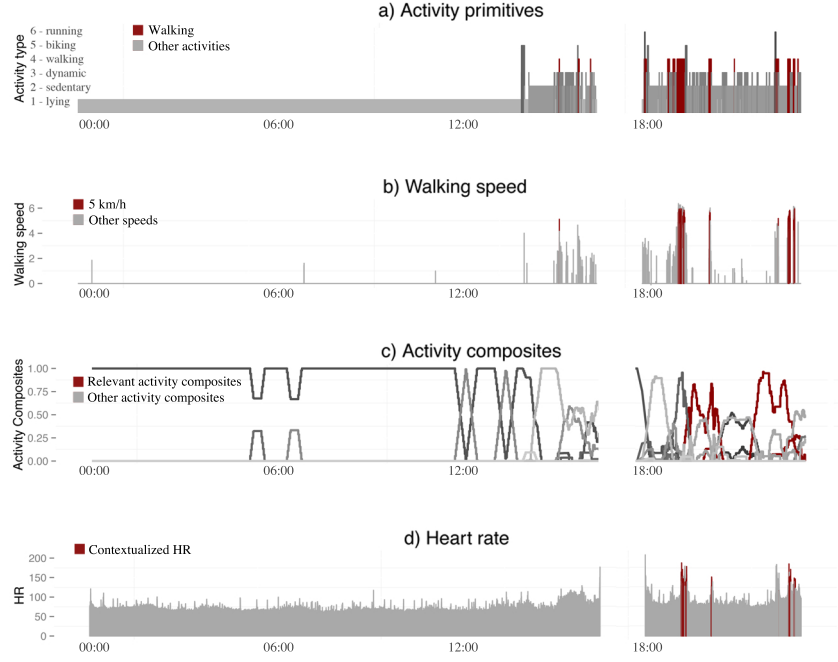 a) Activity primitives
Activity type
6 - running
5 - biking
4 - walking
3 - dynamic
2 - sedentary
1 - lying
Walking
Other activities
00:00 06:00 12:00 18:00
b) Walking speed
Walking speed
6
4
2
0
5 km/h
Other speeds
00:00 06:00 12:00 18:00
c) Activity composites
Activity Composites
1.00
0.75
0.50
0.25
0.00
Relevant activity composites
Other activity composites
00:00 06:00 12:00 18:00
d) Heart rate
HR
200
150
100
50
0
Contextualized HR
00:00 06:00 12:00 18:00